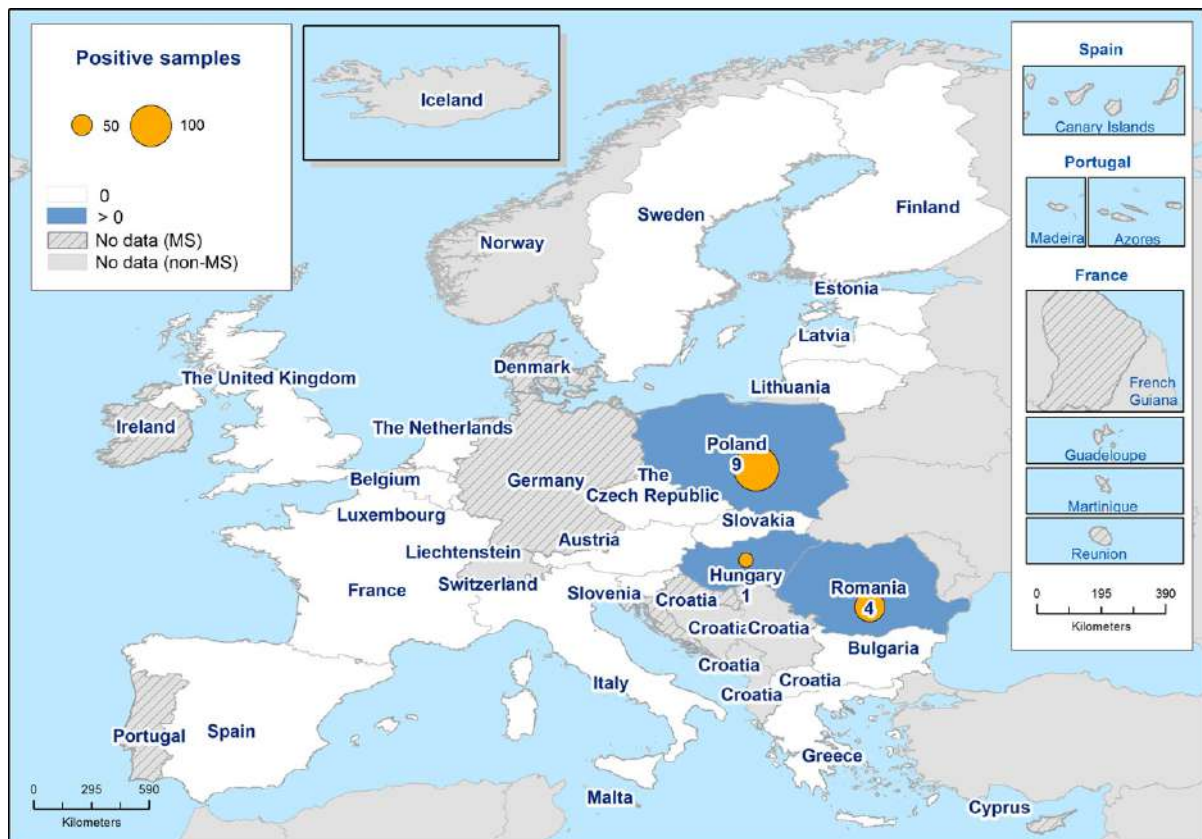 Positive samples
50
100
0
> 0
No data (MS)
No data (non-MS)
Iceland
Spain
Canary Islands
Portugal
Madeira
Azores
France
French
Guiana
Guadeloupe
Martinique
Reunion
0 195 390
Kilometers
Finland
Sweden
Norway
Estonia
Latvia
Denmark
The United Kingdom
Lithuania
Ireland
The Netherlands
Poland
9
Belgium
Germany
The
Czech Republic
Luxembourg
Slovakia
Austria
Liechtenstein
Hungary
1
Switzerland
Romania
4
France
Slovenia
Croatia
Croatia
Croatia
Bulgaria
Croatia
Croatia
Croatia
Italy
Portugal
Spain
Greece
Malta
Cyprus
0 295 590
Kilometers